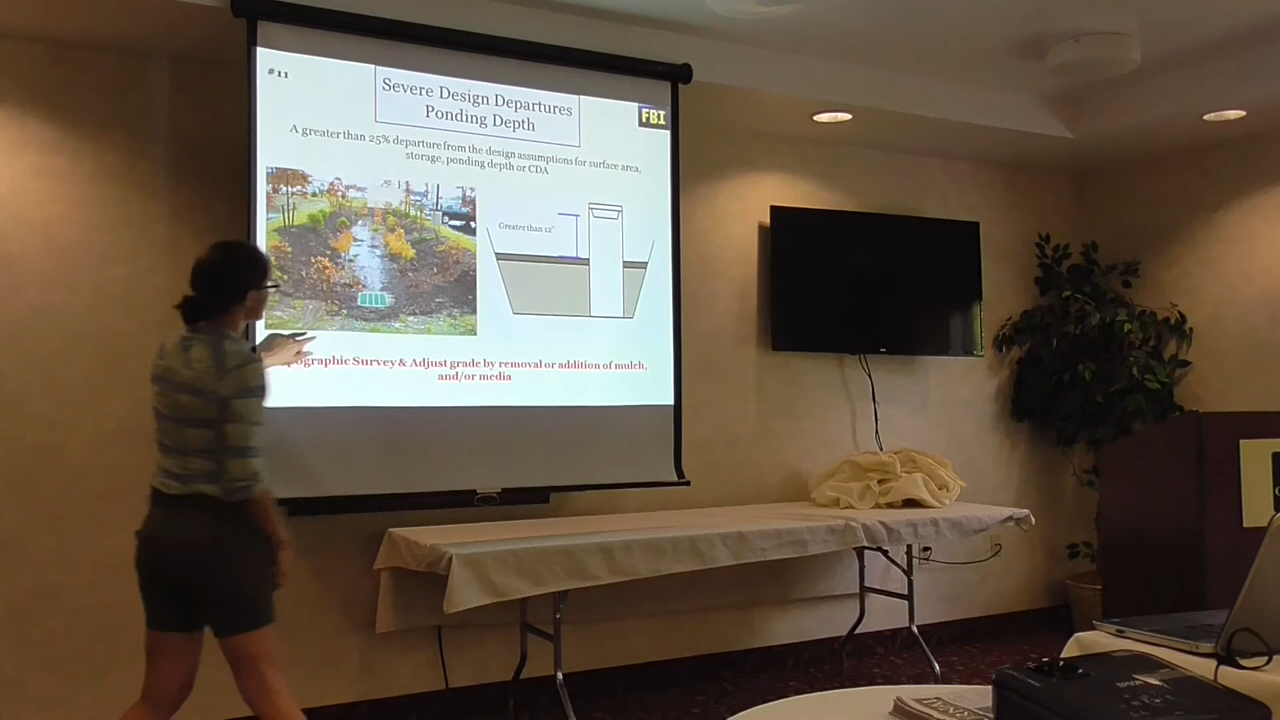 #11
Severe Design Departures
Ponding Depth
FBI
A greater than 25% departure from the design assumptions for surface area,
storage, ponding depth or CDA
Greater than 12"
Survey & Adjust grade by removal or addition of mulch,
and/or media
EPSON